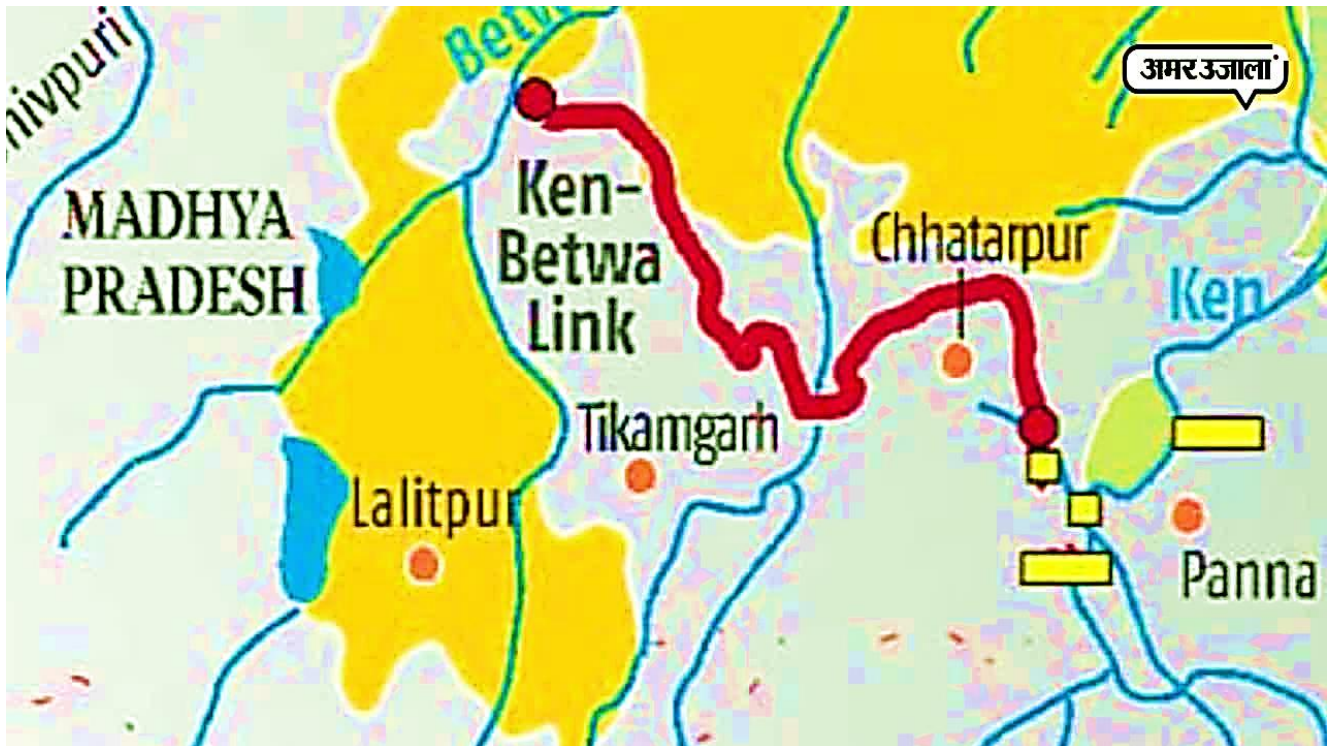 Betw
अमर उजाला
hivpuri
MADHYA
PRADESH
Ken-
Betwa
Link
Chhatarpur
Ken
Tikamgarh
Lalitpur
Panna